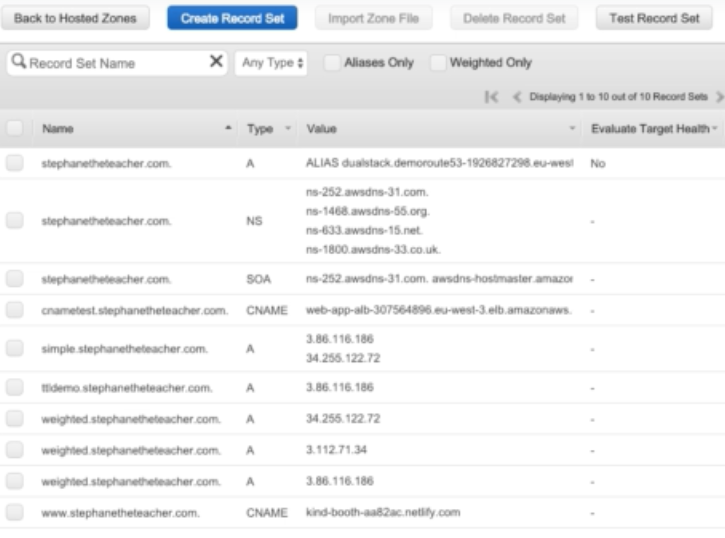 Back to Hosted Zones Create Record Set Import Zone File Delete Record Set Test Record Set
Record Set Name Any Type Aliases Only Weighted Only
Displaying 1 to 10 out of 10 Record Sets
Name Type Value Evaluate Target Health
stephanetheteacher.com. A ALIAS dualstack.demoroute53-1926827298.eu-west No
ns-252.awsdns-31.com.
ns-1468.awsdns-55.org.
stephanetheteacher.com. NS -
ns-633.awsdns-15.net.
ns-1800.awsdns-33.co.uk.
stephanetheteacher.com. SOA ns-252.awsdns-31.com. awsdns-hostmaster.amazor -
cnametest.stephanetheteacher.com. CNAME web-app-alb-307564896.eu-west-3.elb.amazonaws. -
3.86.116.186
simple.stephanetheteacher.com. A -
34.255.122.72
ttldemo.stephanetheteacher.com. A 3.86.116.186 -
weighted.stephanetheteacher.com. A 34.255.122.72 -
weighted.stephanetheteacher.com. A 3.112.71.34 -
weighted.stephanetheteacher.com. A 3.86.116.186 -
www.stephanetheteacher.com. CNAME kind-booth-aa82ac.netlify.com -